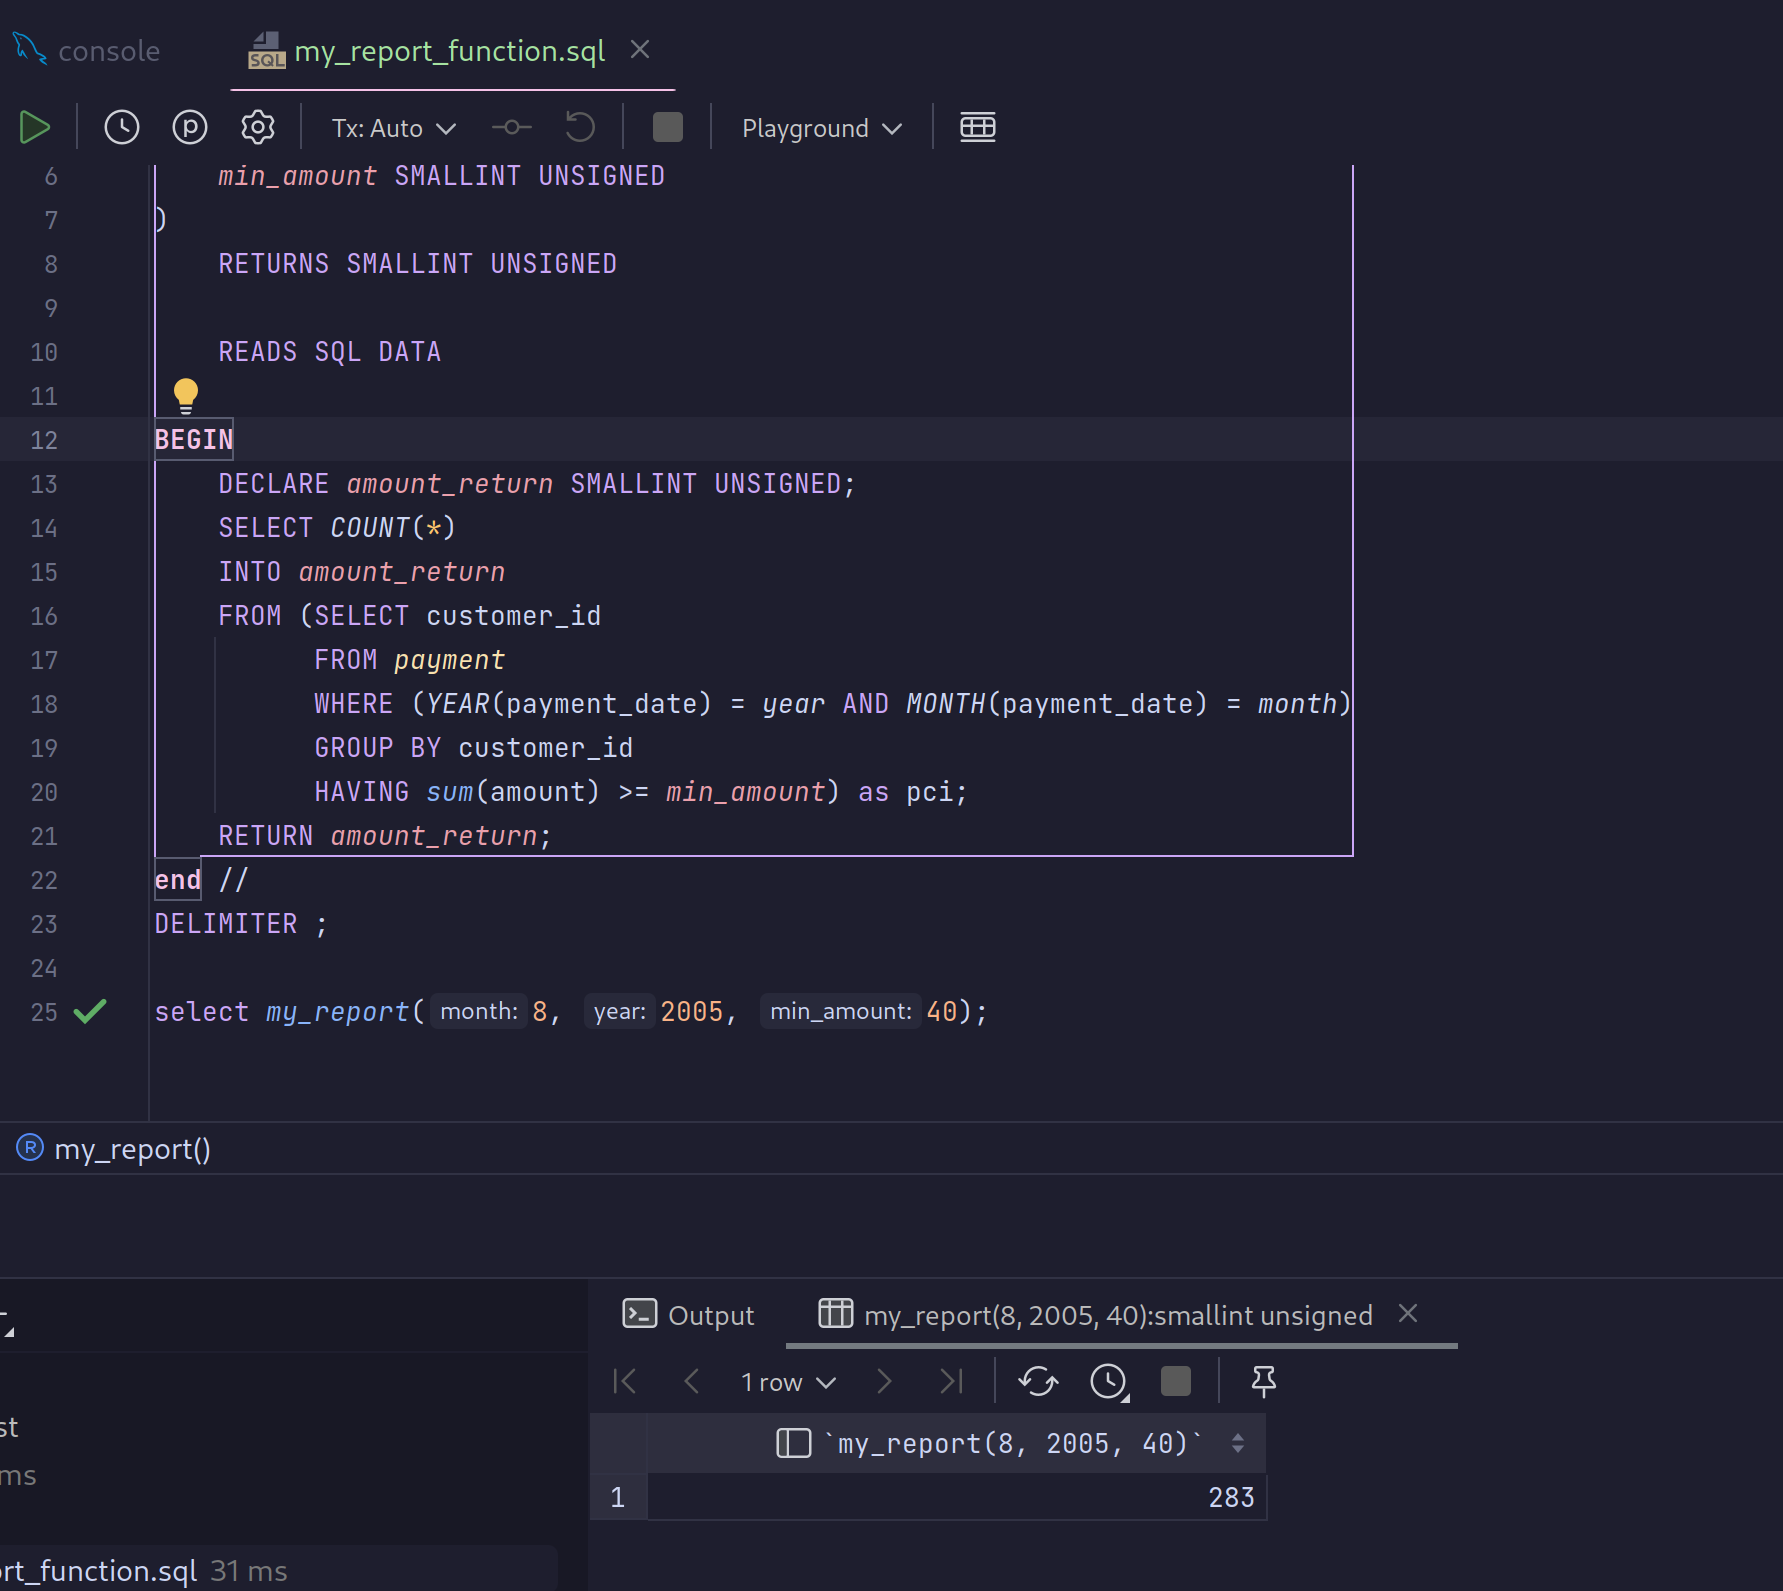 console
SQL my_report_function.sql
P Tx: Auto Playground
6 min_amount SMALLINT UNSIGNED
7 )
8 RETURNS SMALLINT UNSIGNED
9
10 READS SQL DATA
11
12 BEGIN
13 DECLARE amount_return SMALLINT UNSIGNED;
14 SELECT COUNT(*)
15 INTO amount_return
16 FROM (SELECT customer_id
17 FROM payment
18 WHERE (YEAR(payment_date) = year AND MONTH(payment_date) = month)
19 GROUP BY customer_id
20 HAVING sum(amount) >= min_amount) as pci;
21 RETURN amount_return;
22 end //
23 DELIMITER ;
24
25 select my_report( month: 8, year: 2005, min_amount: 40);
R my_report()
Output my_report(8, 2005, 40):smallint unsigned
1 row
st
ms
rt_function.sql 31 ms
`my_report(8, 2005, 40)`
1 283